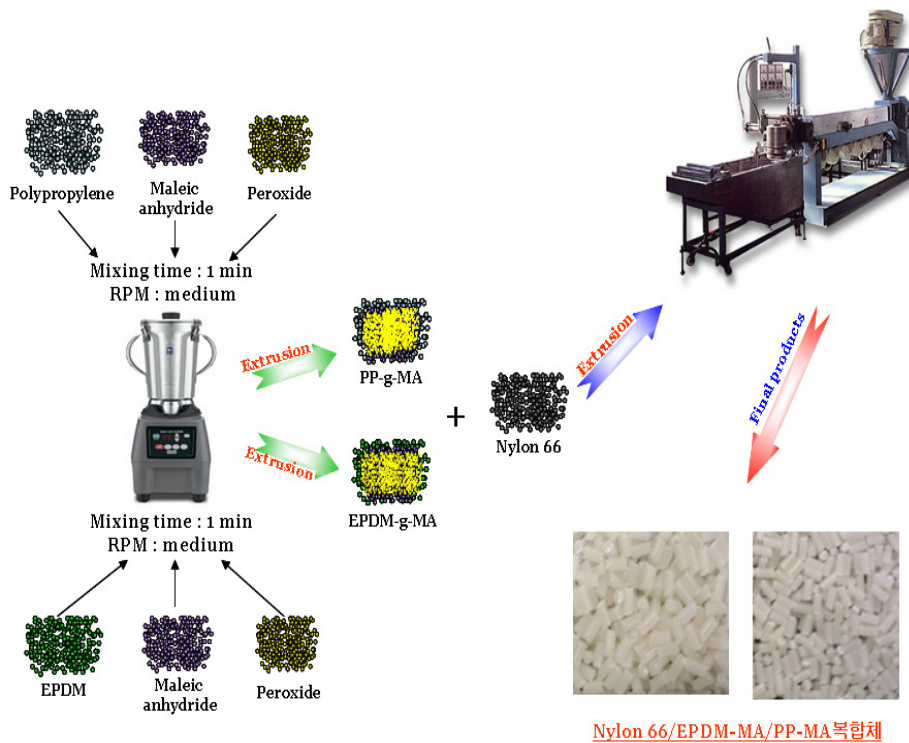 Polypropylene
Maleic
anhydride
Peroxide
Mixing time : 1 min
RPM : medium
Extrusion
PP-g-MA
Extrusion
EPDM-g-MA
Mixing time : 1 min
RPM : medium
EPDM
Maleic
anhydride
Peroxide
+
Nylon 66
Extrusion
Final products
Nylon 66/EPDM-MA/PP-MA복합체